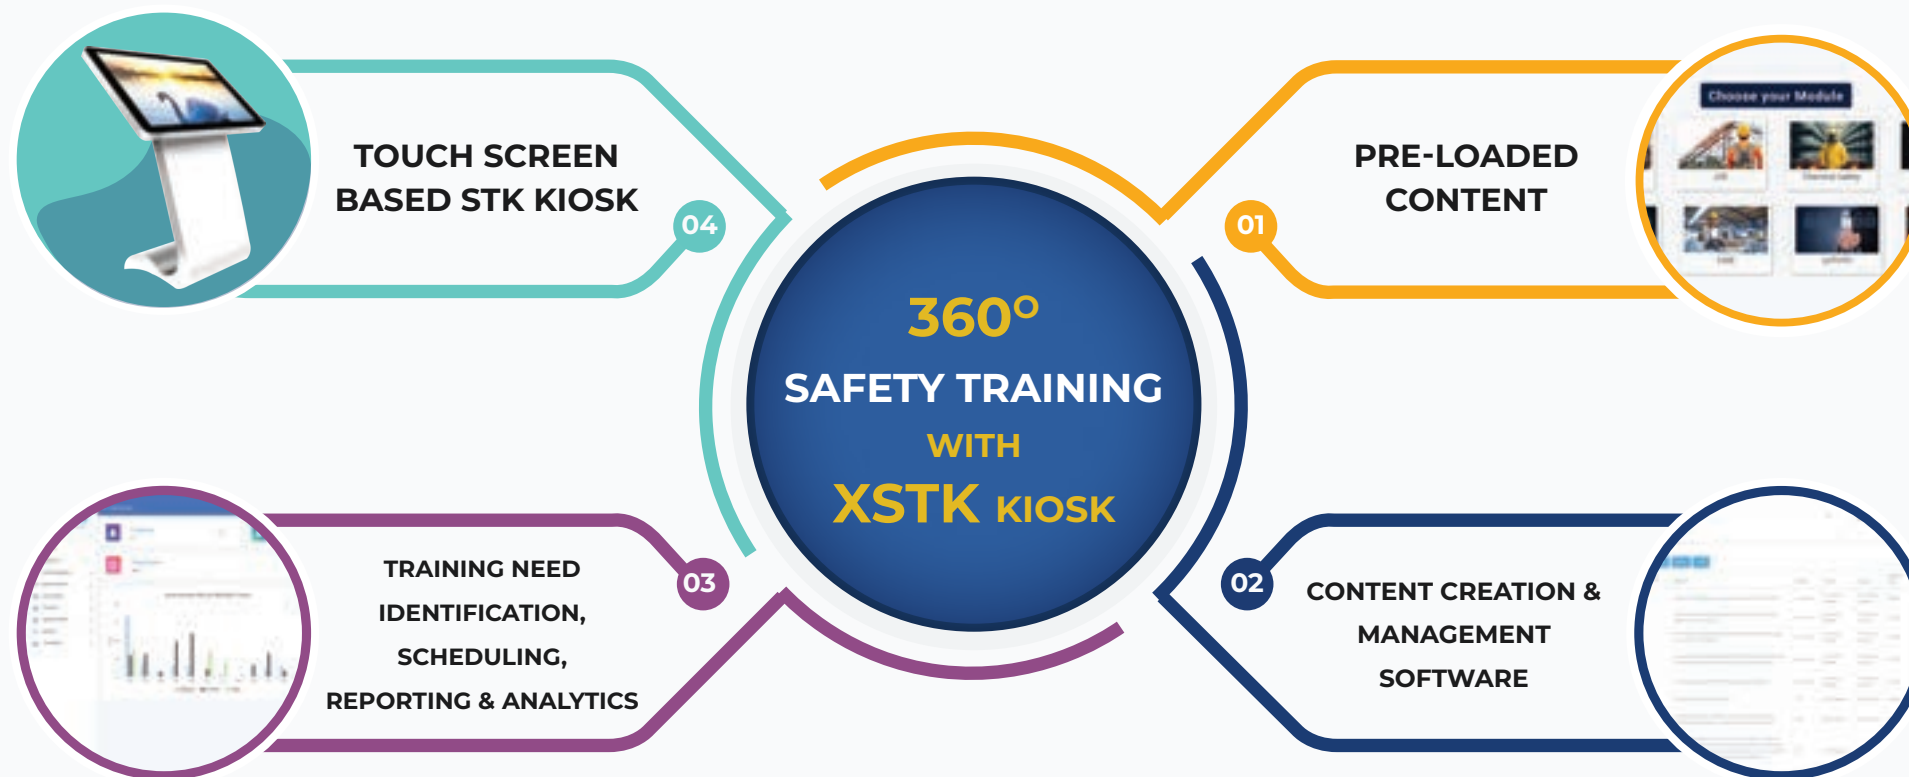 TOUCH SCREEN
BASED STK KIOSK
04
PRE-LOADED
CONTENT
01
Choose your Module
360°
SAFETY TRAINING
WITH
XSTK KIOSK
03
TRAINING NEED
IDENTIFICATION,
SCHEDULING,
REPORTING & ANALYTICS
02
CONTENT CREATION &
MANAGEMENT
SOFTWARE